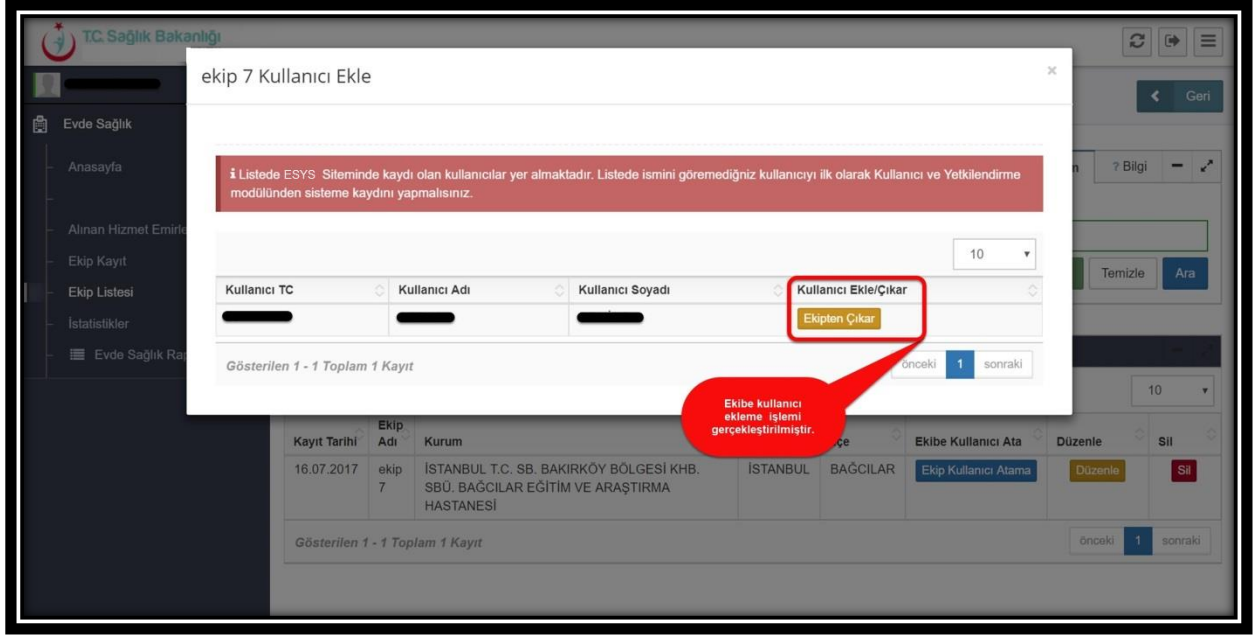 T.C. Sağlık Bakanlığı
ekip 7 Kullanıcı Ekle
×
Geri
Evde Sağlık
Anasayfa
Alınan Hizmet Emirle
Ekip Kayıt
Ekip Listesi
İstatistikler
Evde Sağlık Rap
? Bilgi
Temizle
Ara
i Listede ESYS Siteminde kaydı olan kullanıcılar yer almaktadır. Listede ismini göremediğniz kullanıcıyı ilk olarak Kullanıcı ve Yetkilendirme
modülünden sisteme kaydını yapmalısınız.
10
Kullanıcı TC Kullanıcı Adı Kullanıcı Soyadı Kullanıcı Ekle/Çıkar
Ekipten Çıkar
Gösterilen 1 - 1 Toplam 1 Kayıt
önceki 1 sonraki
10
Ekibe kullanıcı
ekleme işlemi
gerçekleştirilmiştir.
Kayıt Tarihi Ekip Adı Kurum çe Ekibe Kullanıcı Ata Düzenle Sil
16.07.2017 ekip 7 İSTANBUL T.C. SB. BAKIRKÖY BÖLGESİ KHB. İSTANBUL BAĞCILAR Ekip Kullanıcı Atama Düzenle Sil
SBÜ. BAĞCILAR EĞİTİM VE ARAŞTIRMA
HASTANESİ
Gösterilen 1 - 1 Toplam 1 Kayıt
önceki 1 sonraki